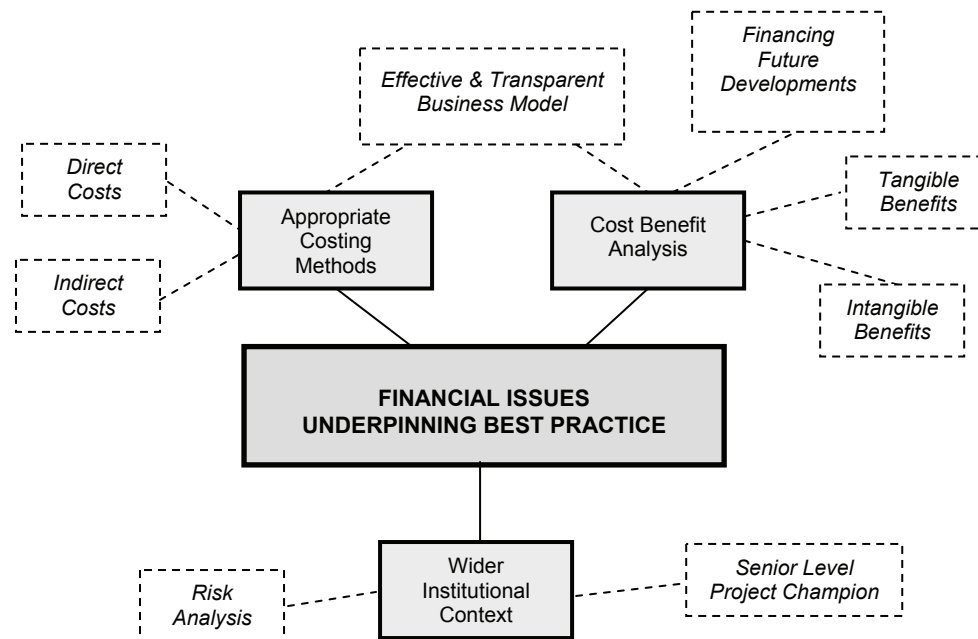 Financing
Future
Developments
Effective & Transparent
Business Model
Direct
Costs
Tangible
Benefits
Appropriate
Costing
Methods
Cost Benefit
Analysis
Indirect
Costs
Intangible
Benefits
FINANCIAL ISSUES
UNDERPINNING BEST PRACTICE
Wider
Institutional
Context
Risk
Analysis
Senior Level
Project Champion